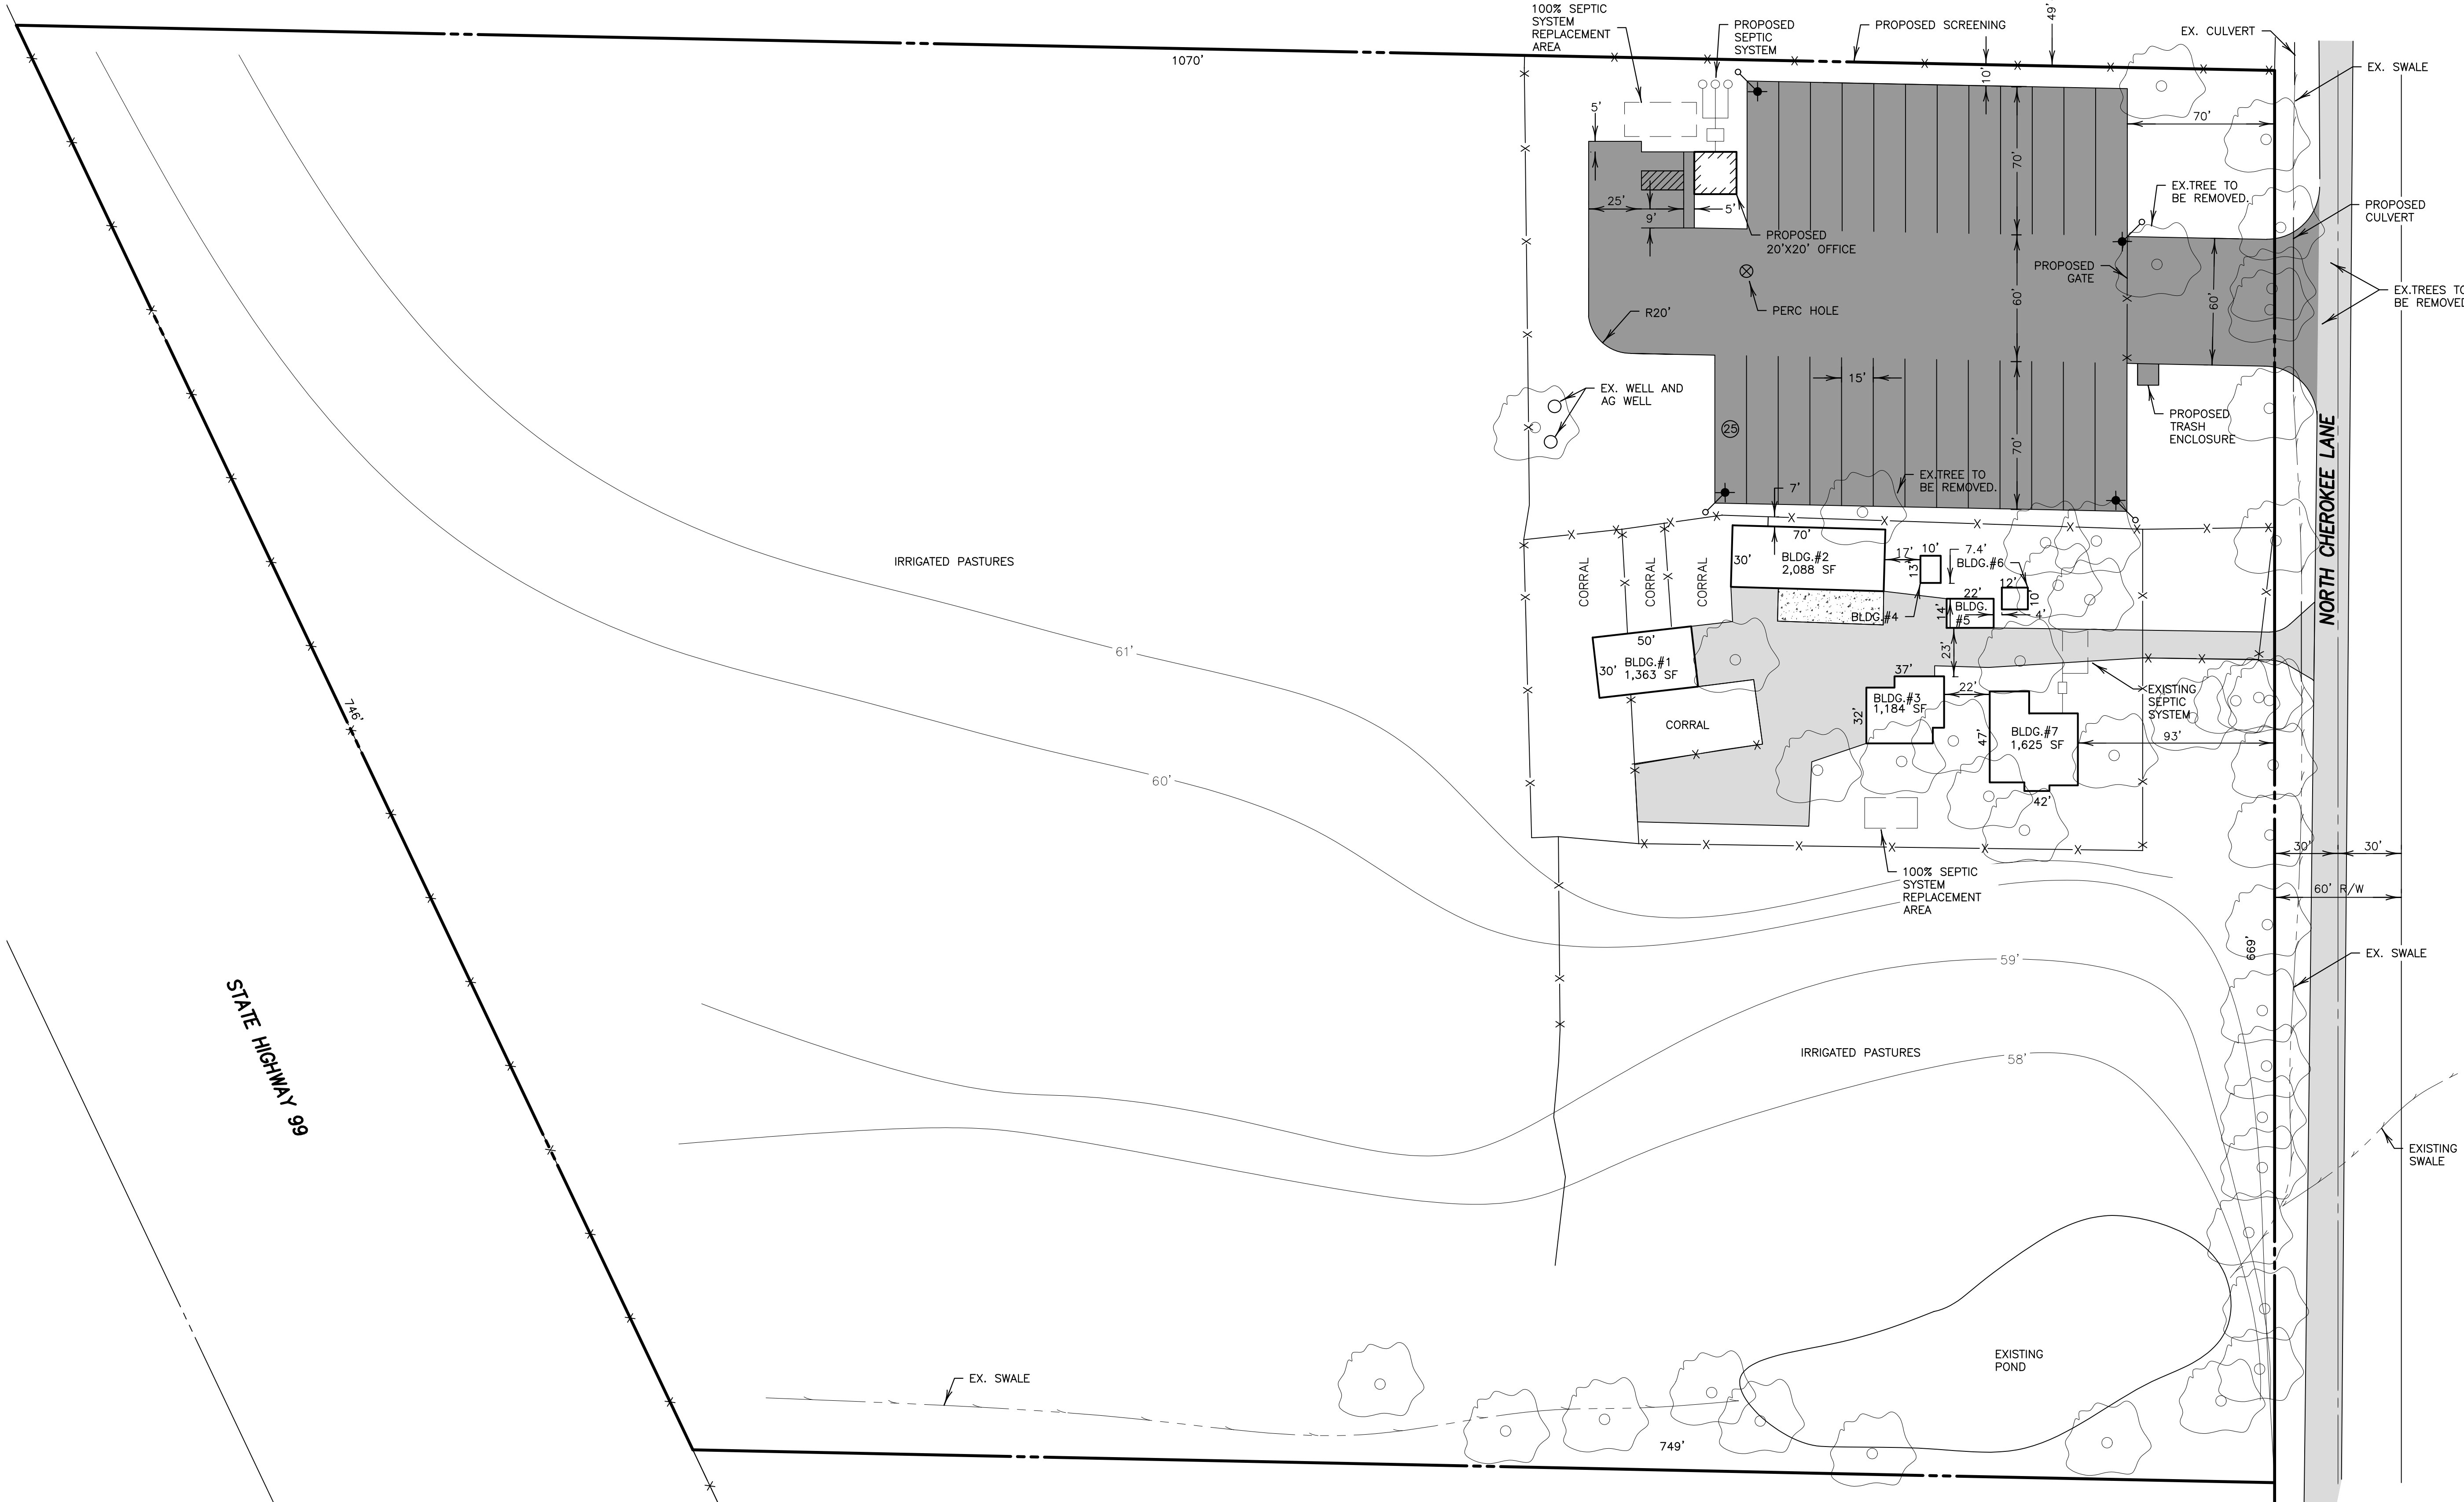 100% SEPTIC
SYSTEM
REPLACEMENT
AREA
PROPOSED
SEPTIC
SYSTEM
PROPOSED SCREENING
49'
EX. CULVERT
EX. SWALE
1070'
10'
5'
70'
70'
EX.TREE TO
BE REMOVED.
PROPOSED
CULVERT
25'
9'
5'
PROPOSED
20'X20' OFFICE
PROPOSED
GATE
60'
60'
EX.TREES TO
BE REMOVED
R20'
PERC HOLE
15'
EX. WELL AND
AG WELL
25
70'
PROPOSED
TRASH
ENCLOSURE
NORTH CHEROKEE LANE
EX.TREE TO
BE REMOVED.
7'
IRRIGATED PASTURES
CORRAL
CORRAL
CORRAL
70'
30'
BLDG.#2
2,088 SF
17'
10'
13'
7.4'
BLDG.#6
12'
10'
22'
14'
BLDG.
#5
4'
BLDG.#4
61'
50'
30'
BLDG.#1
1,363 SF
23'
37'
BLDG.#3
1,184 SF
32'
22'
EXISTING
SEPTIC
SYSTEM
746'
CORRAL
47'
BLDG.#7
1,625 SF
93'
60'
42'
30'
30'
100% SEPTIC
SYSTEM
REPLACEMENT
AREA
60' R/W
669'
EX. SWALE
59'
STATE HIGHWAY 99
IRRIGATED PASTURES
58'
EXISTING
SWALE
EXISTING
POND
EX. SWALE
749'